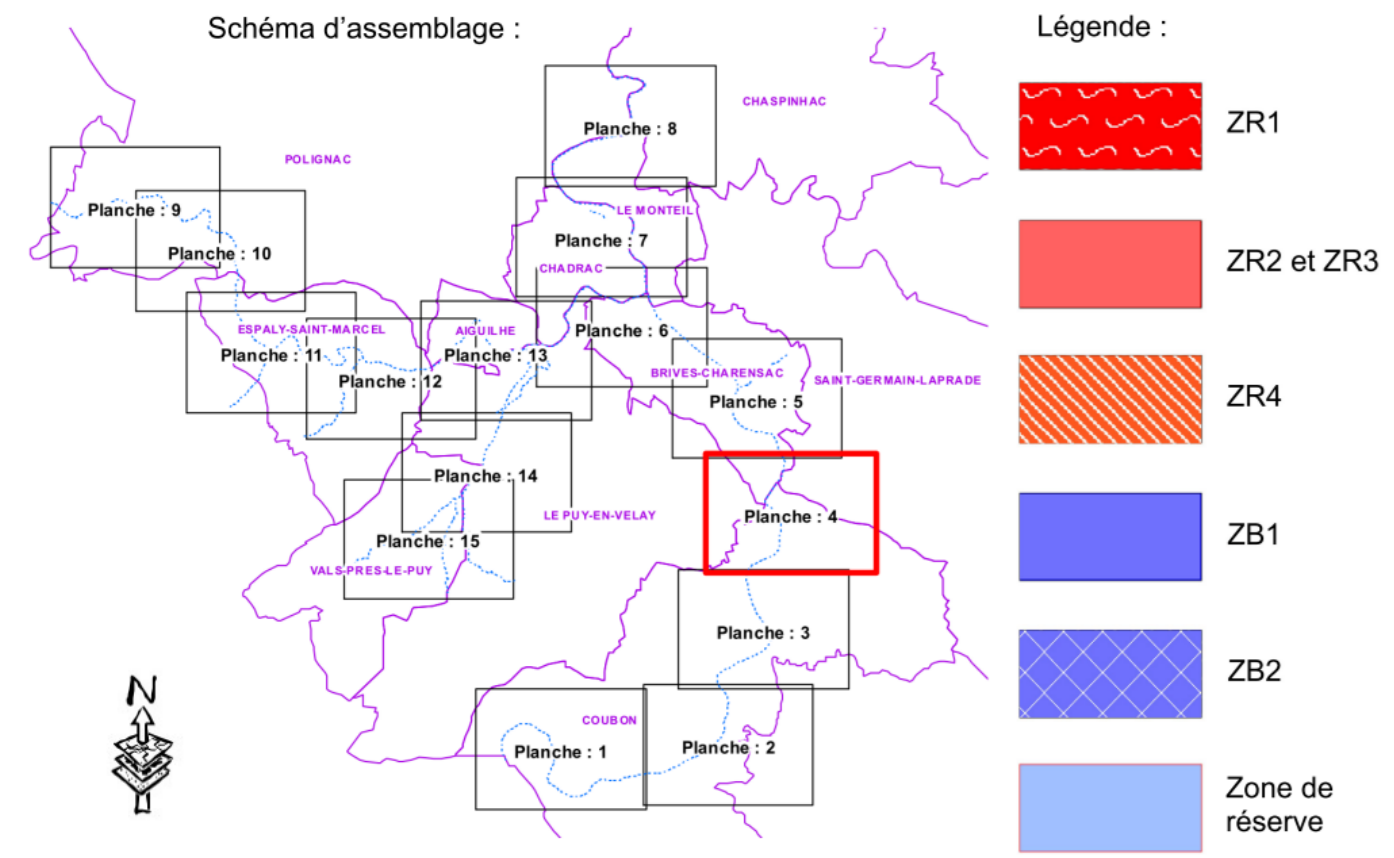 Schéma d'assemblage :
CHASPINHAC
Planche : 8
POLIGNAC
Planche : 9
LE MONTEIL
Planche : 7
Planche : 10
CHADRAC
ESPALY-SAINT-MARCEL
AIGUILHE
Planche : 6
Planche : 11
Planche : 13
Planche : 12
BRIVES-CHARENSAC
SAINT-GERMAIN-LAPRADE
Planche : 5
Planche : 14
LE PUY-EN-VELAY
Planche : 4
Planche : 15
VALS-PRES-LE-PUY
Planche : 3
COUBON
Planche : 1
Planche : 2
N
Légende :
ZR1
ZR2 et ZR3
ZR4
ZB1
ZB2
Zone de
réserve